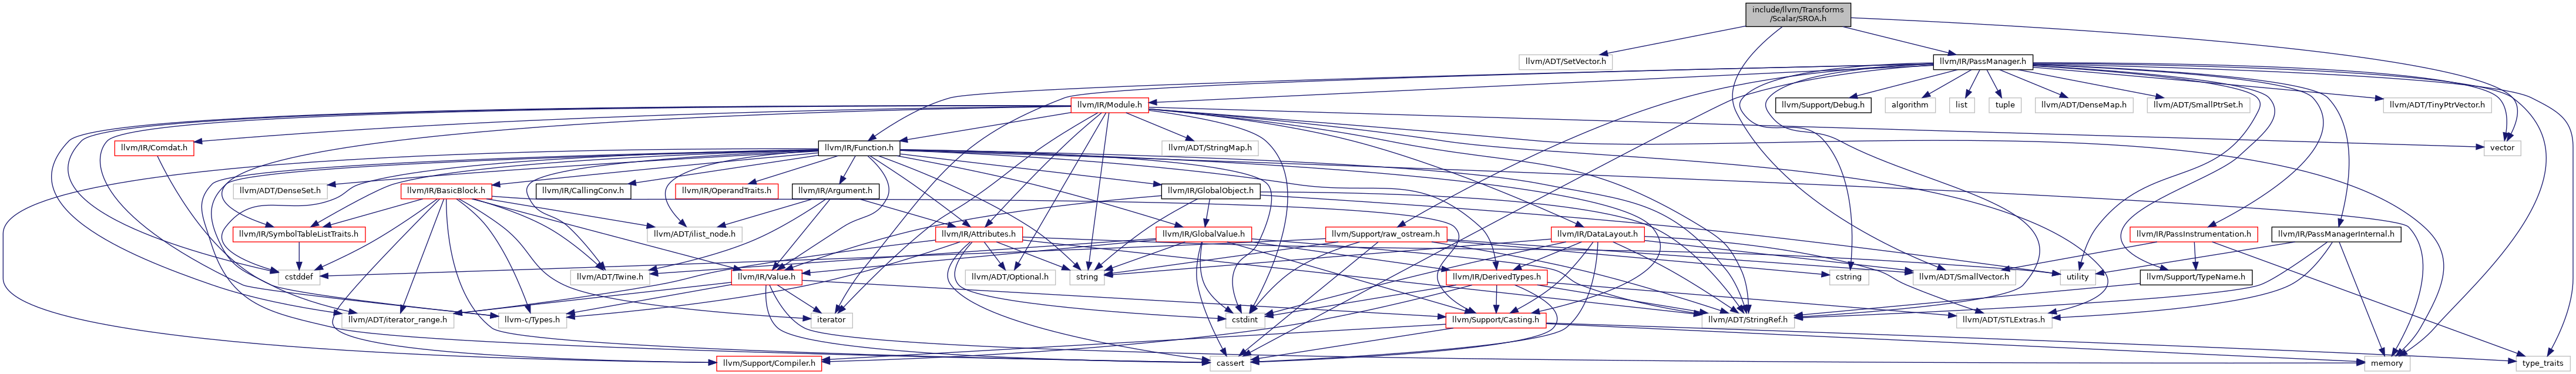 include/llvm/Transforms
/Scalar/SROA.h
llvm/ADT/SetVector.h
llvm/IR/PassManager.h
llvm/IR/Module.h
llvm/Support/Debug.h
algorithm
list
tuple
llvm/ADT/DenseMap.h
llvm/ADT/SmallPtrSet.h
llvm/ADT/TinyPtrVector.h
llvm/IR/Comdat.h
llvm/IR/Function.h
llvm/ADT/StringMap.h
vector
llvm/ADT/DenseSet.h
llvm/IR/BasicBlock.h
llvm/IR/CallingConv.h
llvm/IR/OperandTraits.h
llvm/IR/Argument.h
llvm/IR/GlobalObject.h
llvm/IR/SymbolTableListTraits.h
llvm/ADT/ilist_node.h
llvm/IR/Attributes.h
llvm/IR/GlobalValue.h
llvm/Support/raw_ostream.h
llvm/IR/DataLayout.h
llvm/IR/PassInstrumentation.h
llvm/IR/PassManagerInternal.h
cstddef
llvm/ADT/Twine.h
llvm/IR/Value.h
llvm/ADT/Optional.h
string
llvm/IR/DerivedTypes.h
cstring
llvm/ADT/SmallVector.h
utility
llvm/Support/TypeName.h
llvm/ADT/iterator_range.h
llvm-c/Types.h
iterator
cstdint
llvm/Support/Casting.h
llvm/ADT/StringRef.h
llvm/ADT/STLExtras.h
llvm/Support/Compiler.h
cassert
memory
type_traits